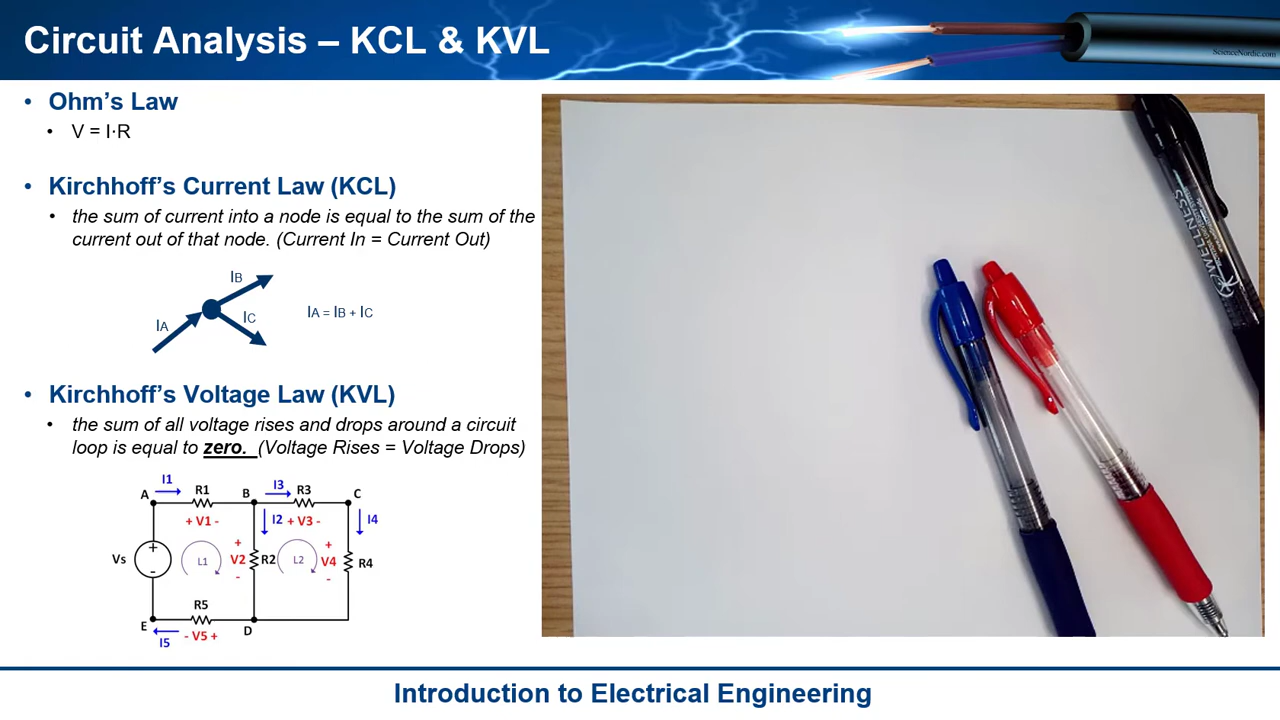 Circuit Analysis – KCL & KVL
ScienceNordic.com
• Ohm's Law
• V = I·R
• Kirchhoff's Current Law (KCL)
• the sum of current into a node is equal to the sum of the
current out of that node. (Current In = Current Out)
IB
IA
IC
IA = IB + IC
• Kirchhoff's Voltage Law (KVL)
• the sum of all voltage rises and drops around a circuit
loop is equal to zero. (Voltage Rises = Voltage Drops)
I1
I3
A
R1
B
R3
C
+ V1 -
I2
+ V3 -
I4
+
+
Vs
+
-
L1
V2
R2
L2
V4
R4
-
-
R5
E
D
I5
- V5 +
WELLNESS
Introduction to Electrical Engineering